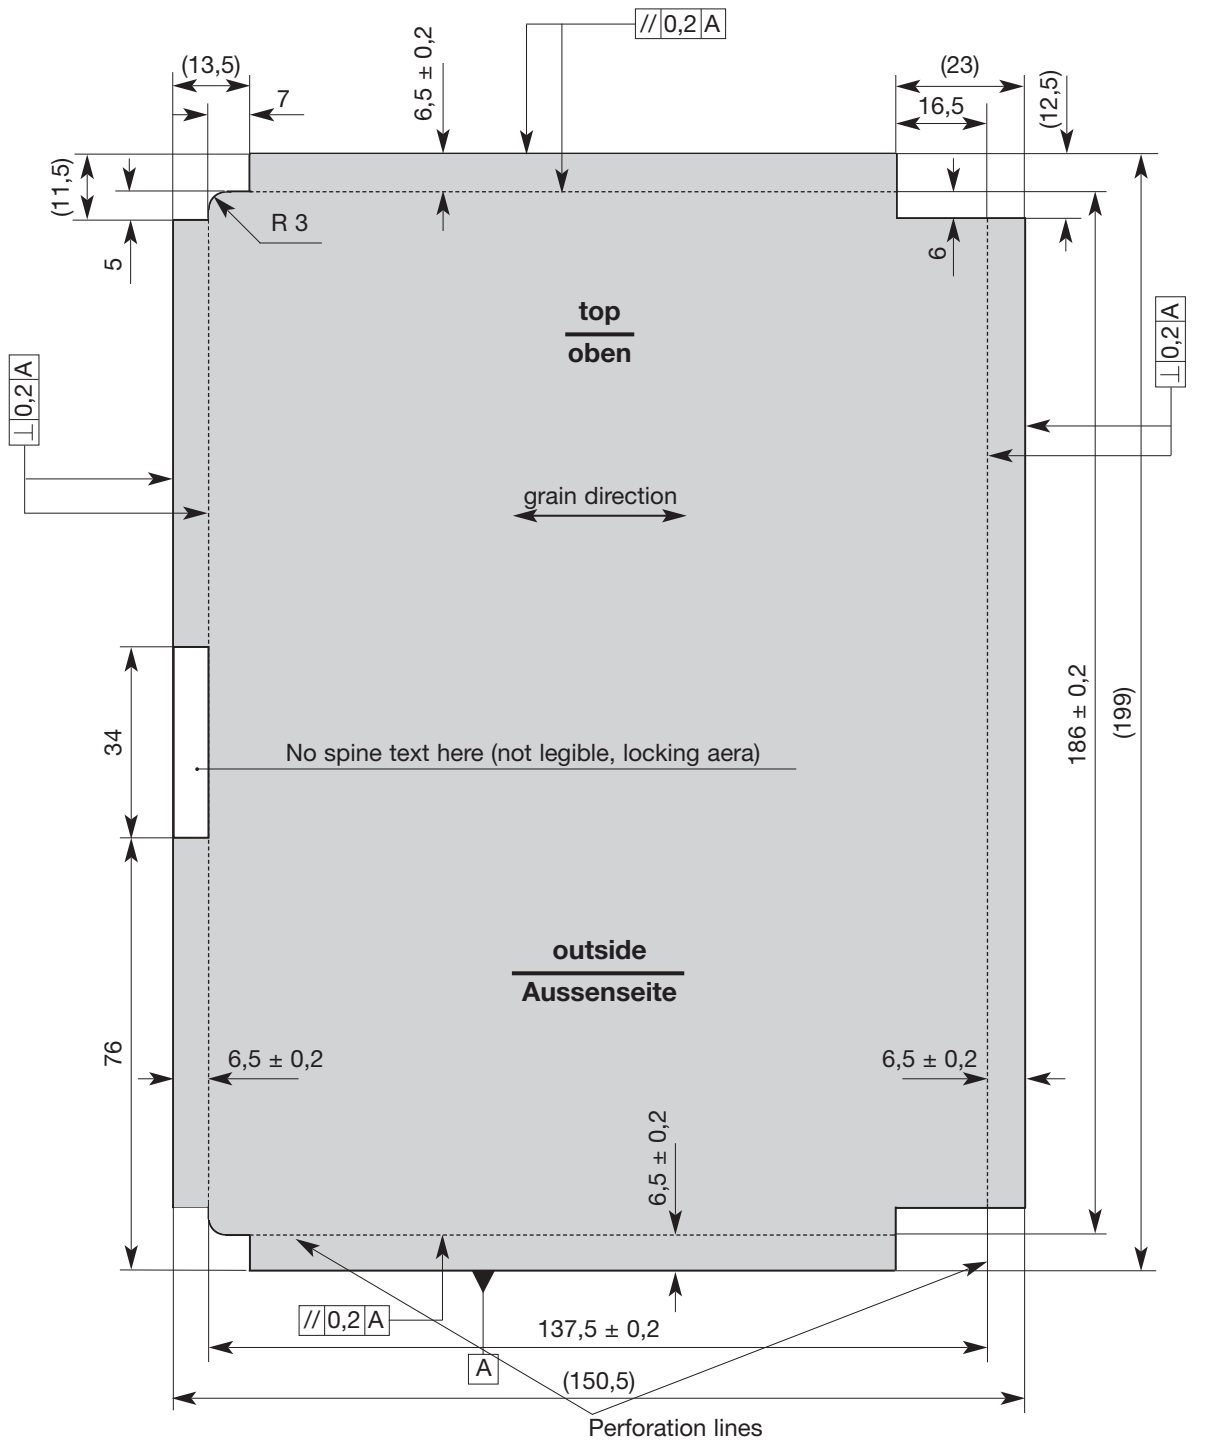 // 0,2 A
(13,5)
6,5 ± 0,2
(23)
7
16,5
(12,5)
(11,5)
R 3
5
6
top
oben
⊥ 0,2 A
⊥ 0,2 A
grain direction
34
No spine text here (not legible, locking aera)
186 ± 0,2
(199)
outside
Aussenseite
76
6,5 ± 0,2
6,5 ± 0,2
6,5 ± 0,2
// 0,2 A
137,5 ± 0,2
A
(150,5)
Perforation lines